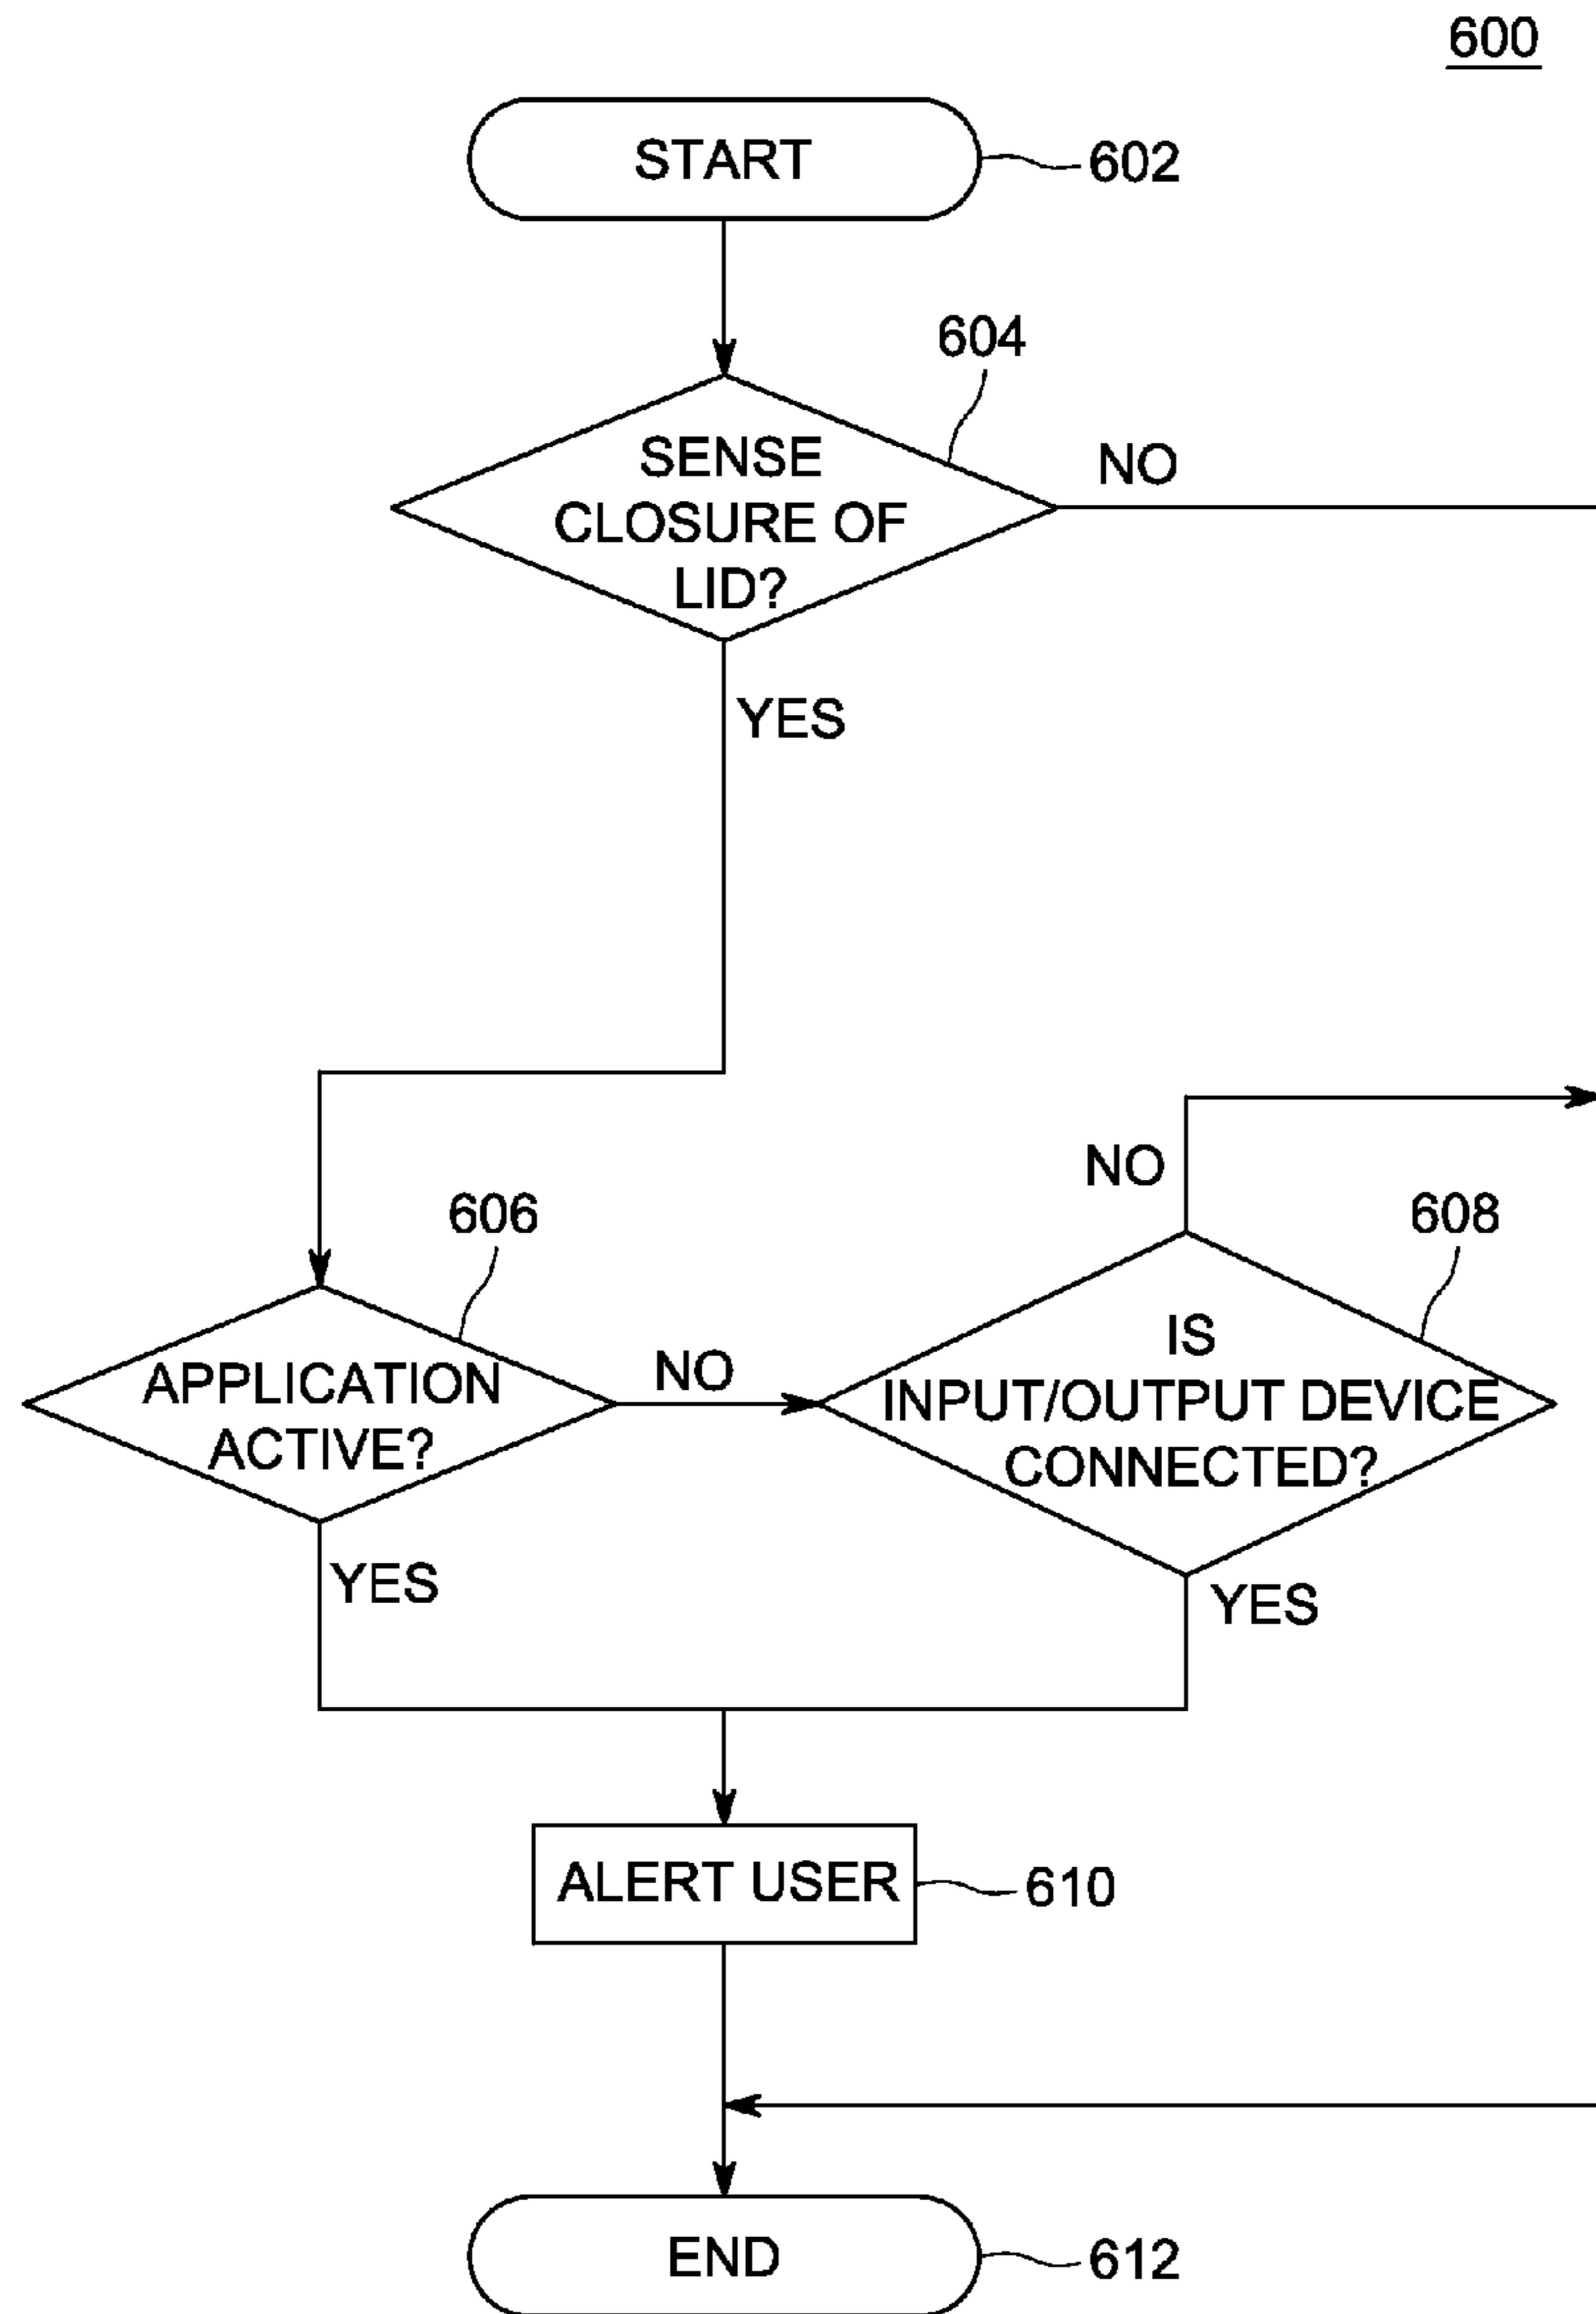 600
START
602
604
SENSE
CLOSURE OF
LID?
NO
YES
NO
606
608
APPLICATION
ACTIVE?
NO
IS
INPUT/OUTPUT DEVICE
CONNECTED?
YES
YES
ALERT USER
610
END
612